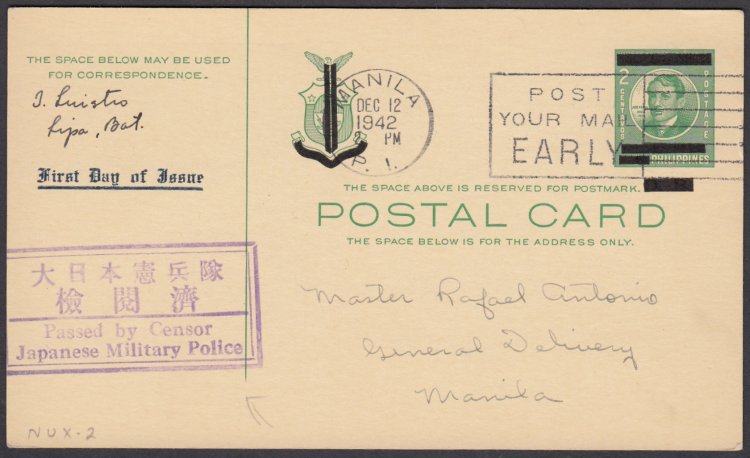 THE SPACE BELOW MAY BE USED
FOR CORRESPONDENCE.
I. Luistro
Lipa, Bat.
First Day of Issue
大日本憲兵隊
檢閲濟
Passed by Censor
Japanese Military Police
NUX-2
MANILA
DEC 12
1942
PM
P. I.
POST
YOUR MAIL
EARLY
2
CENTAVOS
POSTAGE
PHILIPPINES
THE SPACE ABOVE IS RESERVED FOR POSTMARK.
POSTAL CARD
THE SPACE BELOW IS FOR THE ADDRESS ONLY.
Master Rafael Antonio
General Delivery
Manila